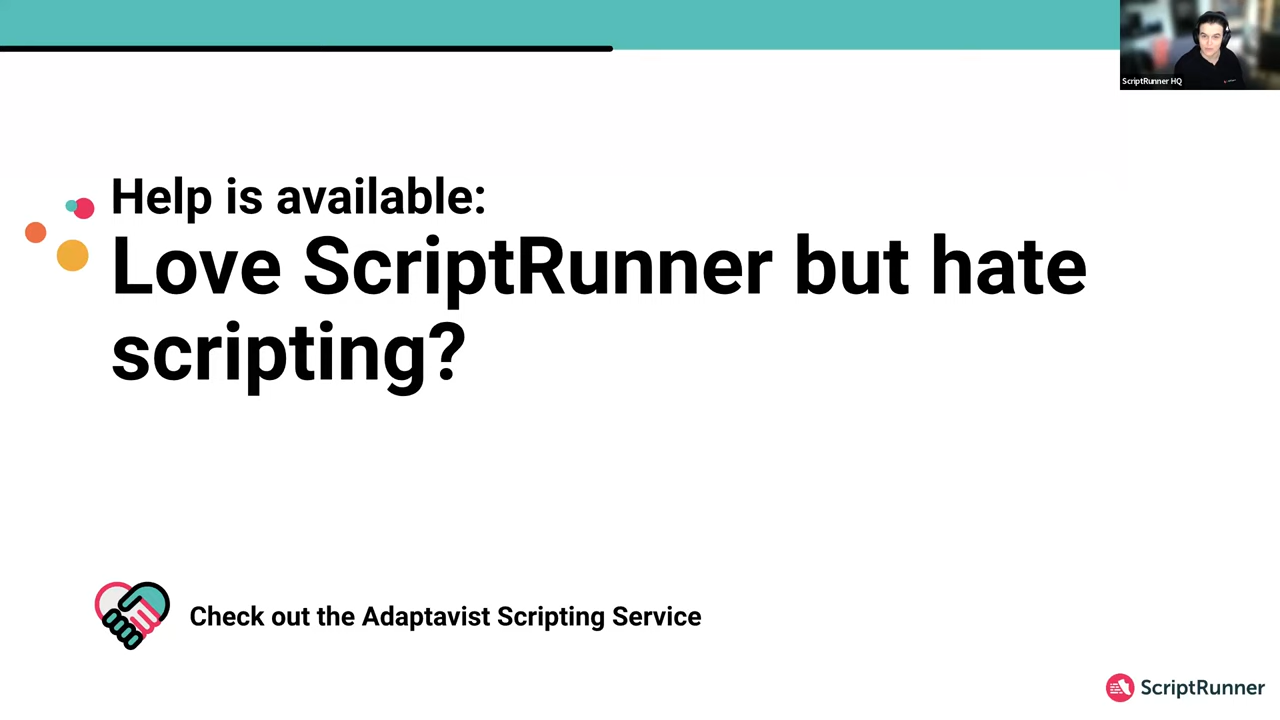 ScriptRunner HQ
Help is available:
Love ScriptRunner but hate
scripting?
Check out the Adaptavist Scripting Service
ScriptRunner